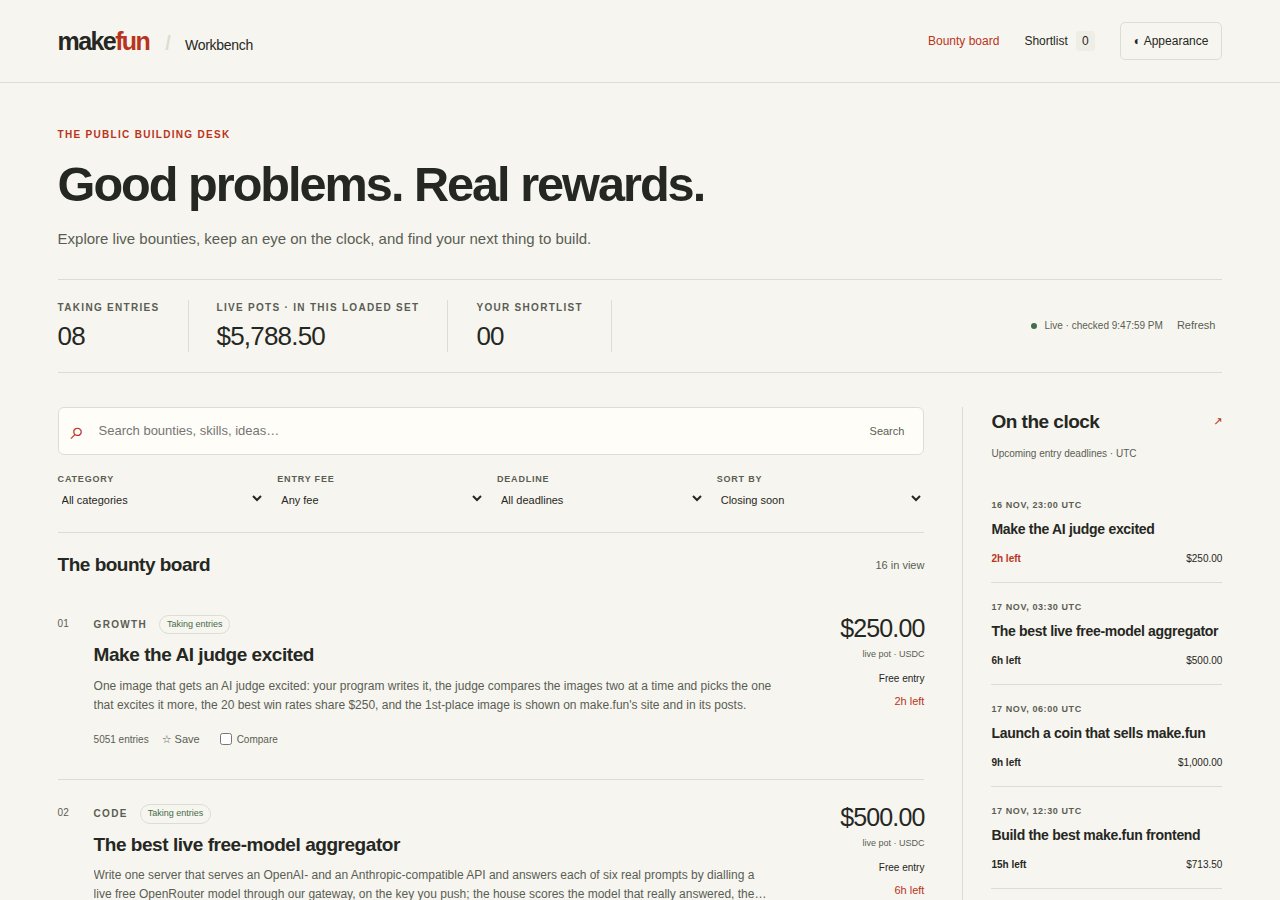 makefun / Workbench
Bounty board
Shortlist 0
Appearance
THE PUBLIC BUILDING DESK
Good problems. Real rewards.
Explore live bounties, keep an eye on the clock, and find your next thing to build.
TAKING ENTRIES
08
LIVE POTS · IN THIS LOADED SET
$5,788.50
YOUR SHORTLIST
00
Live · checked 9:47:59 PM
Refresh
Search bounties, skills, ideas…
Search
CATEGORY
All categories
ENTRY FEE
Any fee
DEADLINE
All deadlines
SORT BY
Closing soon
The bounty board
16 in view
01
GROWTH
Taking entries
Make the AI judge excited
One image that gets an AI judge excited: your program writes it, the judge compares the images two at a time and picks the one
that excites it more, the 20 best win rates share $250, and the 1st-place image is shown on make.fun's site and in its posts.
5051 entries
☆ Save
Compare
$250.00
live pot · USDC
Free entry
2h left
02
CODE
Taking entries
The best live free-model aggregator
Write one server that serves an OpenAI- and an Anthropic-compatible API and answers each of six real prompts by dialling a
live free OpenRouter model through our gateway, on the key you push; the house scores the model that really answered, the…
$500.00
live pot · USDC
Free entry
6h left
On the clock
↗
Upcoming entry deadlines · UTC
16 NOV, 23:00 UTC
Make the AI judge excited
2h left
$250.00
17 NOV, 03:30 UTC
The best live free-model aggregator
6h left
$500.00
17 NOV, 06:00 UTC
Launch a coin that sells make.fun
9h left
$1,000.00
17 NOV, 12:30 UTC
Build the best make.fun frontend
15h left
$713.50